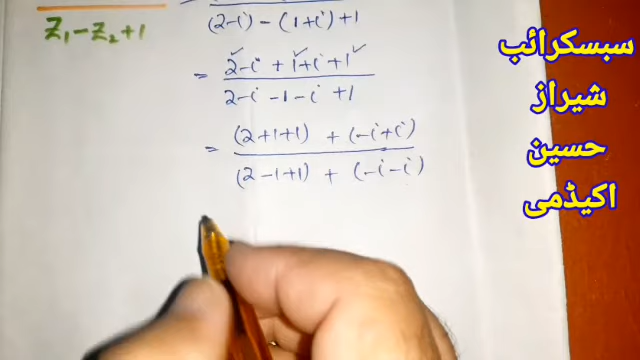 (2-i) - (1+i) + 1
z₁ - z₂ + 1
= 2-i + 1+i + 1
2-i -1-i +1
= (2+1+1) + (-i+i)
(2-1+1) + (-i-i)
سبسکرائب
شیراز
حسین
اکیڈمی